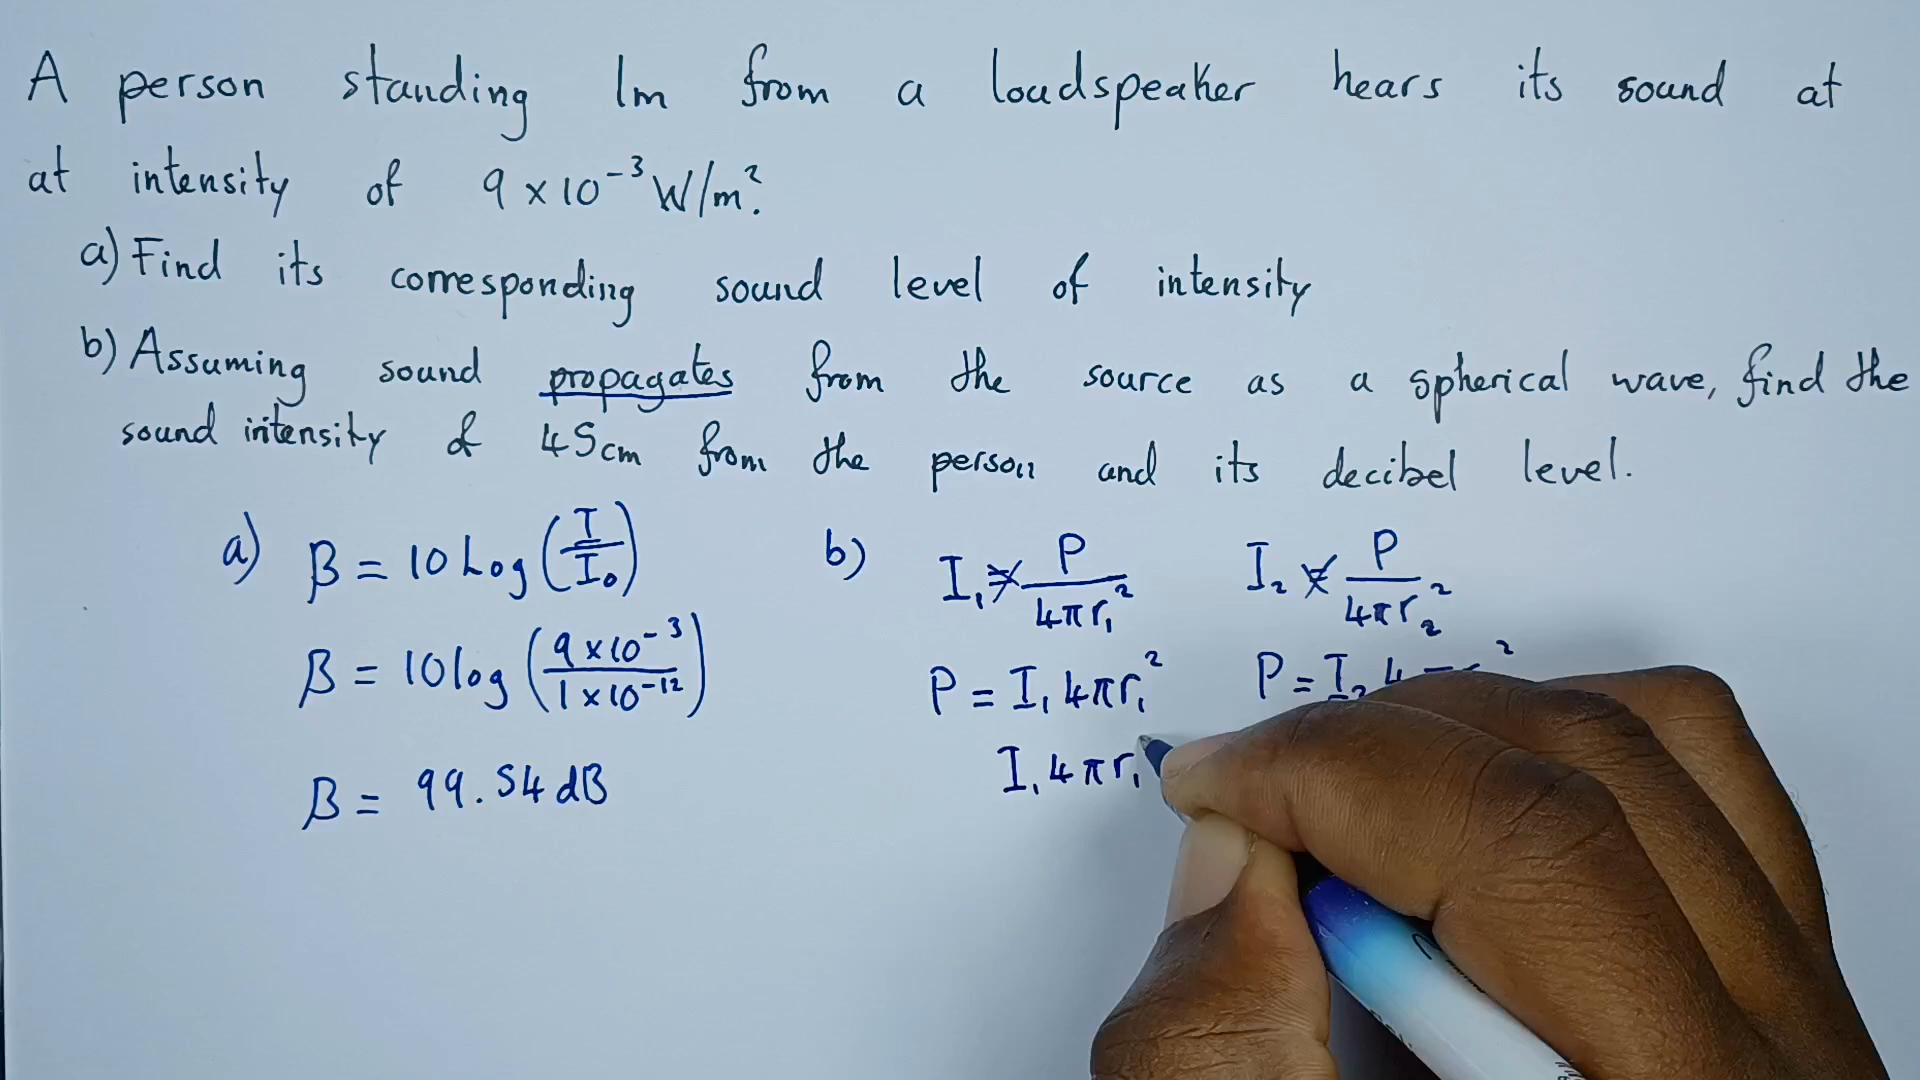 A person standing 1m from a loudspeaker hears its sound at
at intensity of 9 x 10⁻³ W/m².
a) Find its corresponding sound level of intensity
b) Assuming sound propagates from the source as a spherical wave, find the
sound intensity of 45cm from the person and its decibel level.
a) β = 10 Log (I/I₀)
β = 10 log (9 x 10⁻³ / 1 x 10⁻¹²)
β = 99.54 dB
b) I₁ = P/4πr₁²
I₂ = P/4πr₂²
P = I₁ 4πr₁²
P = I₂ 4
I₁ 4πr₁